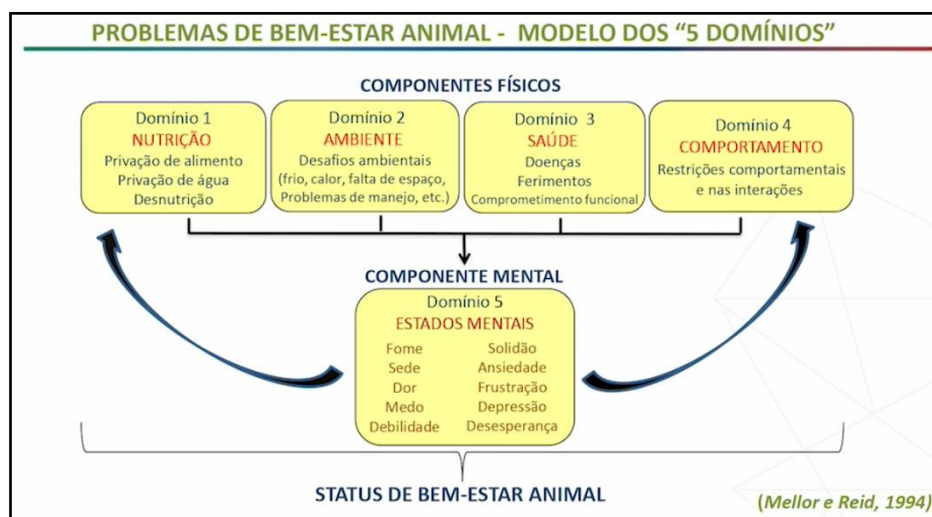 PROBLEMAS DE BEM-ESTAR ANIMAL - MODELO DOS “5 DOMÍNIOS”
COMPONENTES FÍSICOS
Domínio 1
NUTRIÇÃO
Privação de alimento
Privação de água
Desnutrição
Domínio 2
AMBIENTE
Desafios ambientais
(frio, calor, falta de espaço,
Problemas de manejo, etc.)
Domínio 3
SAÚDE
Doenças
Ferimentos
Comprometimento funcional
Domínio 4
COMPORTAMENTO
Restrições comportamentais
e nas interações
COMPONENTE MENTAL
Domínio 5
ESTADOS MENTAIS
Fome
Sede
Dor
Medo
Debilidade
Solidão
Ansiedade
Frustração
Depressão
Desesperança
STATUS DE BEM-ESTAR ANIMAL
(Mellor e Reid, 1994)